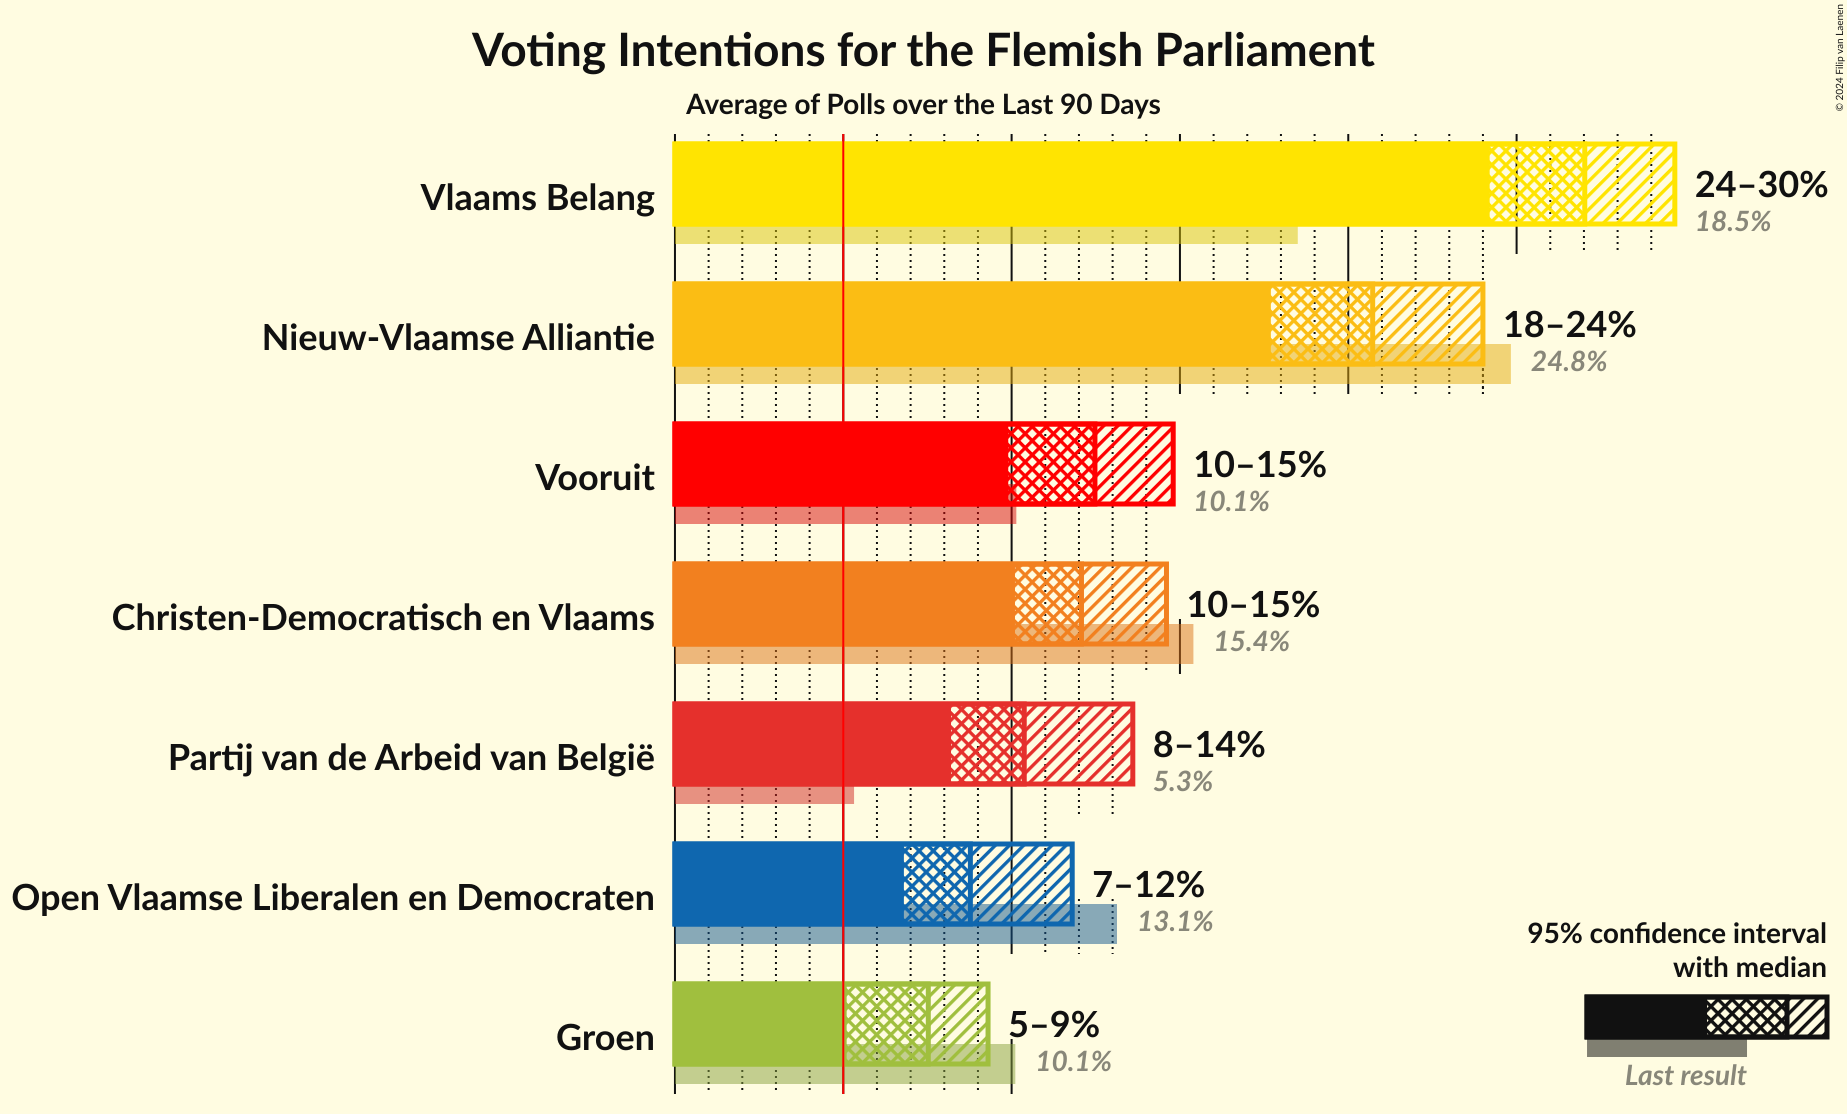 Voting Intentions for the Flemish Parliament
Average of Polls over the Last 90 Days
© 2024 Filip van Laenen
Vlaams Belang
24–30%
18.5%
Nieuw-Vlaamse Alliantie
18–24%
24.8%
Vooruit
10–15%
10.1%
Christen-Democratisch en Vlaams
10–15%
15.4%
Partij van de Arbeid van België
8–14%
5.3%
Open Vlaamse Liberalen en Democraten
7–12%
13.1%
Groen
5–9%
10.1%
95% confidence interval
with median
Last result